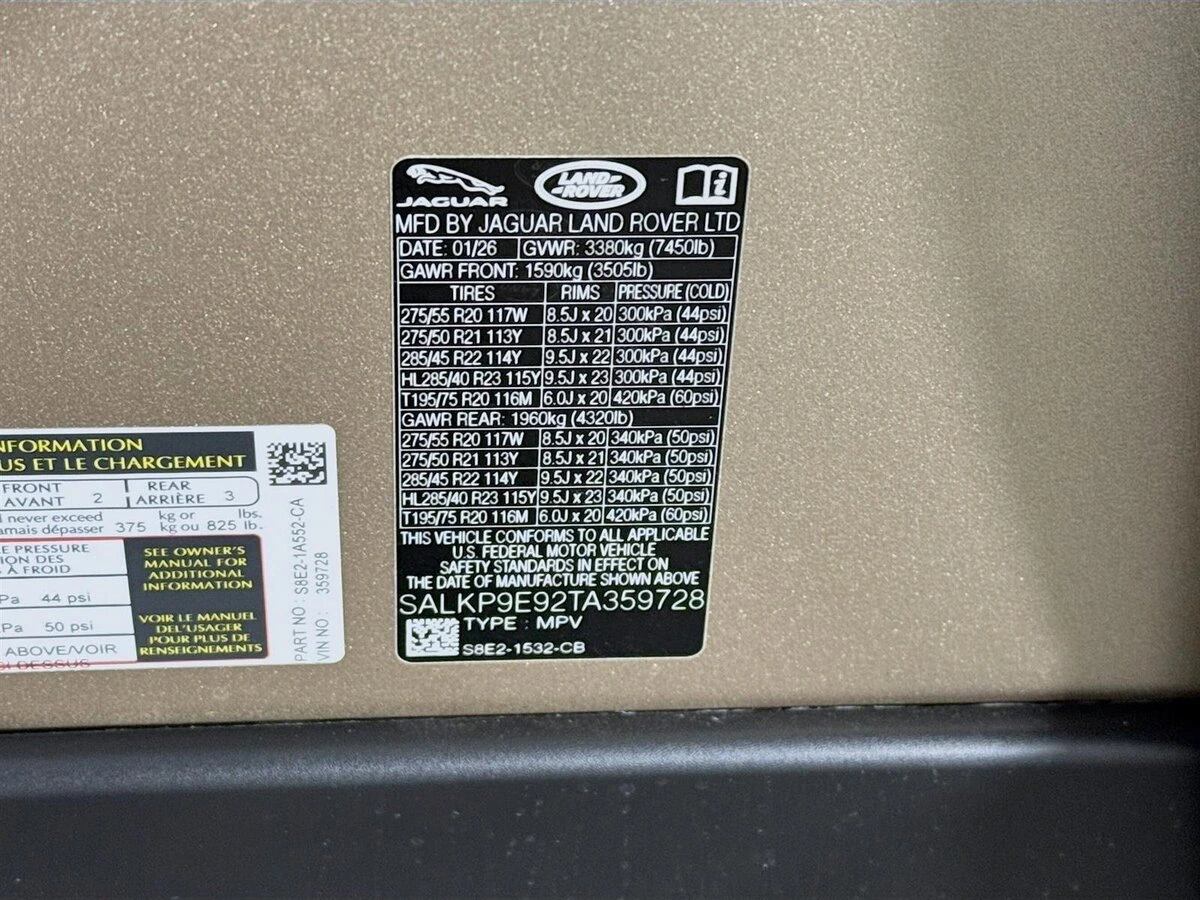 JAGUAR
LAND-
-ROVER
MFD BY JAGUAR LAND ROVER LTD
DATE: 01/26 GVWR: 3380kg (7450lb)
GAWR FRONT: 1590kg (3505lb)
TIRES RIMS PRESSURE (COLD)
275/55 R20 117W 8.5J x 20 300kPa (44psi)
275/50 R21 113Y 8.5J x 21 300kPa (44psi)
285/45 R22 114Y 9.5J x 22 300kPa (44psi)
HL285/40 R23 115Y 9.5J x 23 300kPa (44psi)
T195/75 R20 116M 6.0J x 20 420kPa (60psi)
GAWR REAR: 1960kg (4320lb)
275/55 R20 117W 8.5J x 20 340kPa (50psi)
275/50 R21 113Y 8.5J x 21 340kPa (50psi)
285/45 R22 114Y 9.5J x 22 340kPa (50psi)
HL285/40 R23 115Y 9.5J x 23 340kPa (50psi)
T195/75 R20 116M 6.0J x 20 420kPa (60psi)
THIS VEHICLE CONFORMS TO ALL APPLICABLE
U.S. FEDERAL MOTOR VEHICLE
SAFETY STANDARDS IN EFFECT ON
THE DATE OF MANUFACTURE SHOWN ABOVE
SALKP9E92TA359728
TYPE : MPV
S8E2-1532-CB
NFORMATION
US ET LE CHARGEMENT
FRONT
AVANT 2
REAR
ARRIÈRE 3
never exceed
amais dépasser 375 kg or
kg ou 825 lbs.
lb.
E PRESSURE
ION DES
À FROID
Pa 44 psi
Pa 50 psi
ABOVE/VOIR
DESSUS
SEE OWNER'S
MANUAL FOR
ADDITIONAL
INFORMATION
VOIR LE MANUEL
DEL'USAGER
POUR PLUS DE
RENSEIGNEMENTS
PART NO : S8E2-1A552-CA
VIN NO : 359728